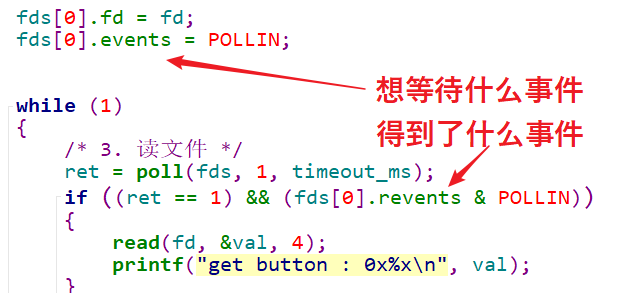 fds[0].fd = fd;
fds[0].events = POLLIN;
想等待什么事件
while (1)
得到了什么事件
{
/* 3. 读文件 */
ret = poll(fds, 1, timeout_ms);
if ((ret == 1) && (fds[0].revents & POLLIN))
{
read(fd, &val, 4);
printf("get button : 0x%x\n", val);
}